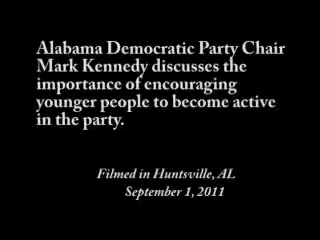 Alabama Democratic Party Chair
Mark Kennedy discusses the
importance of encouraging
younger people to become active
in the party.
Filmed in Huntsville, AL
September 1, 2011